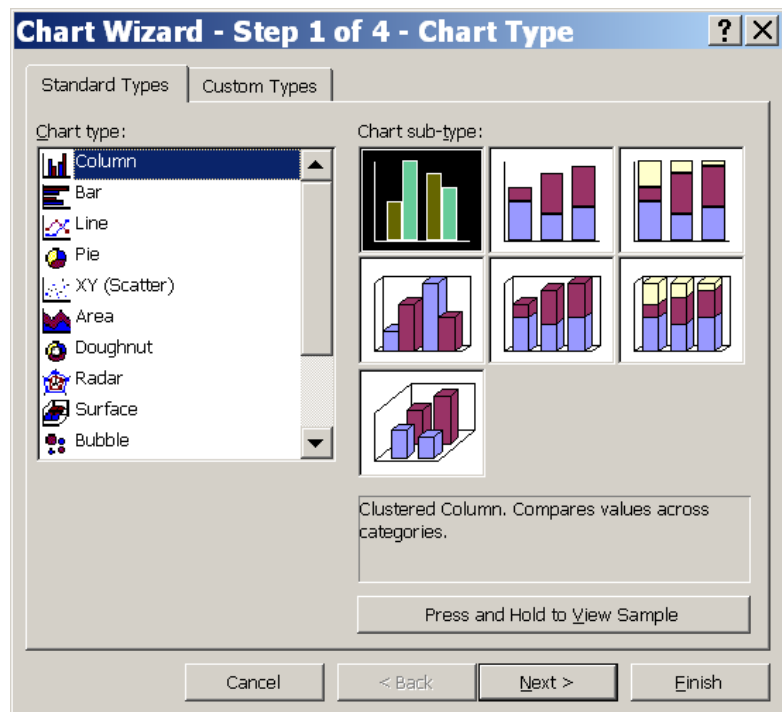 Chart Wizard - Step 1 of 4 - Chart Type
Standard Types
Custom Types
Chart type:
Column
Bar
Line
Pie
XY (Scatter)
Area
Doughnut
Radar
Surface
Bubble
Chart sub-type:
Clustered Column. Compares values across
categories.
Press and Hold to View Sample
Cancel
< Back
Next >
Finish